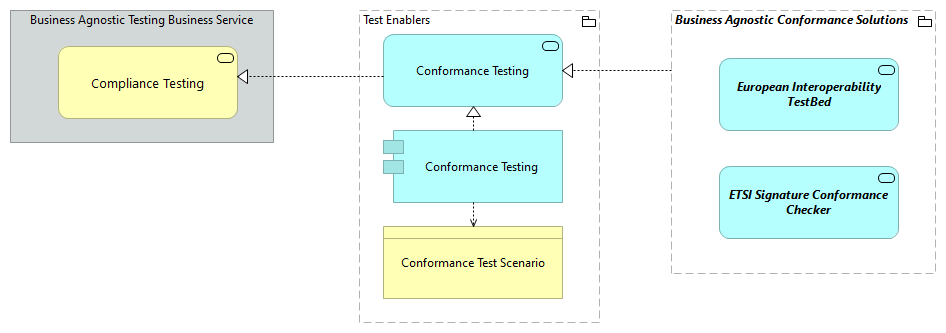 Business Agnostic Testing Business Service
Compliance Testing
Test Enablers
Conformance Testing
Conformance Testing
Conformance Test Scenario
Business Agnostic Conformance Solutions
European Interoperability
TestBed
ETSI Signature Conformance
Checker